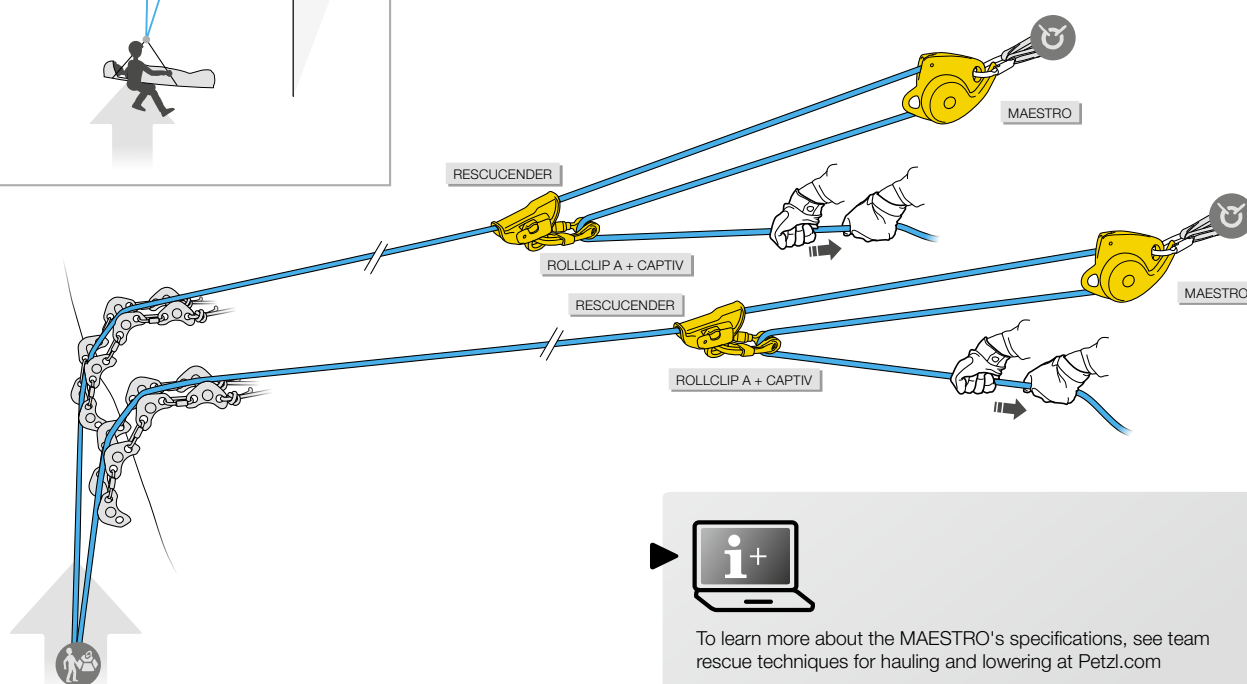 MAESTRO
RESCUCENDER
ROLLCLIP A + CAPTIV
MAESTRO
RESCUCENDER
ROLLCLIP A + CAPTIV
i+
To learn more about the MAESTRO's specifications, see team
rescue techniques for hauling and lowering at Petzl.com